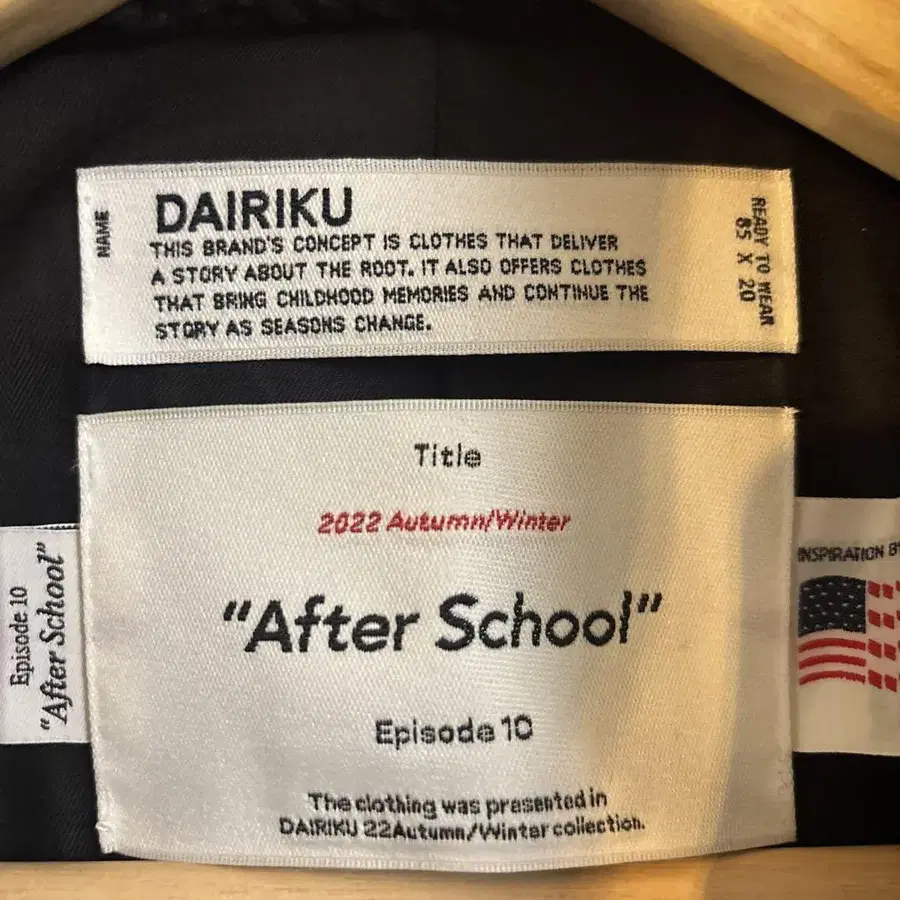 NAME
DAIRIKU
THIS BRAND'S CONCEPT IS CLOTHES THAT DELIVER
A STORY ABOUT THE ROOT. IT ALSO OFFERS CLOTHES
THAT BRING CHILDHOOD MEMORIES AND CONTINUE THE
STORY AS SEASONS CHANGE.
READY TO WEAR
85 X 20
Title
2022 Autumn/Winter
"After School"
Episode 10
The clothing was presented in
DAIRIKU 22Autumn/Winter collection.
Episode 10
"After School"
INSPIRATION BY